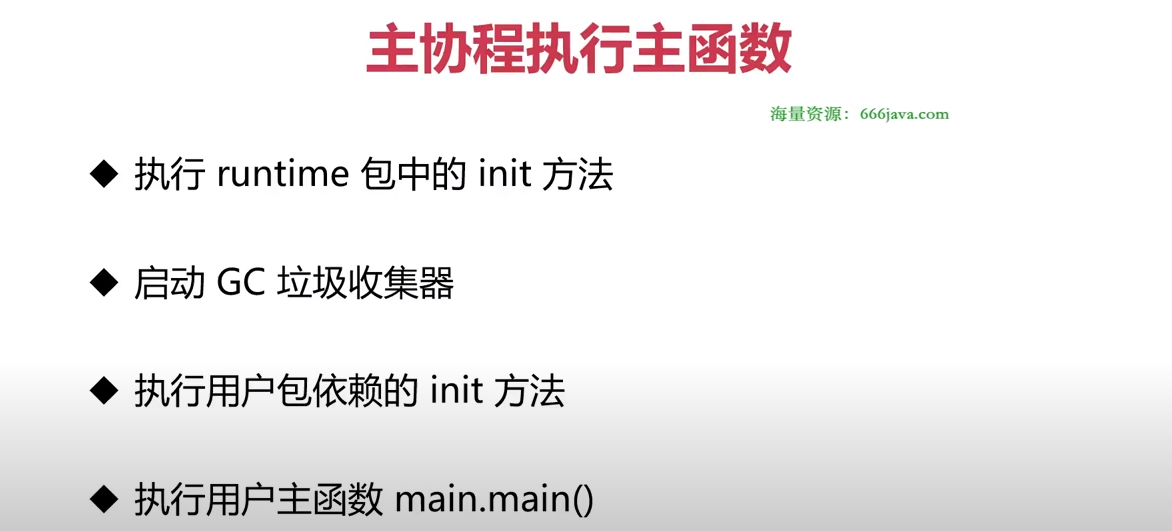 主协程执行主函数
海量资源：666java.com
◆ 执行 runtime 包中的 init 方法
◆ 启动 GC 垃圾收集器
◆ 执行用户包依赖的 init 方法
◆ 执行用户主函数 main.main()